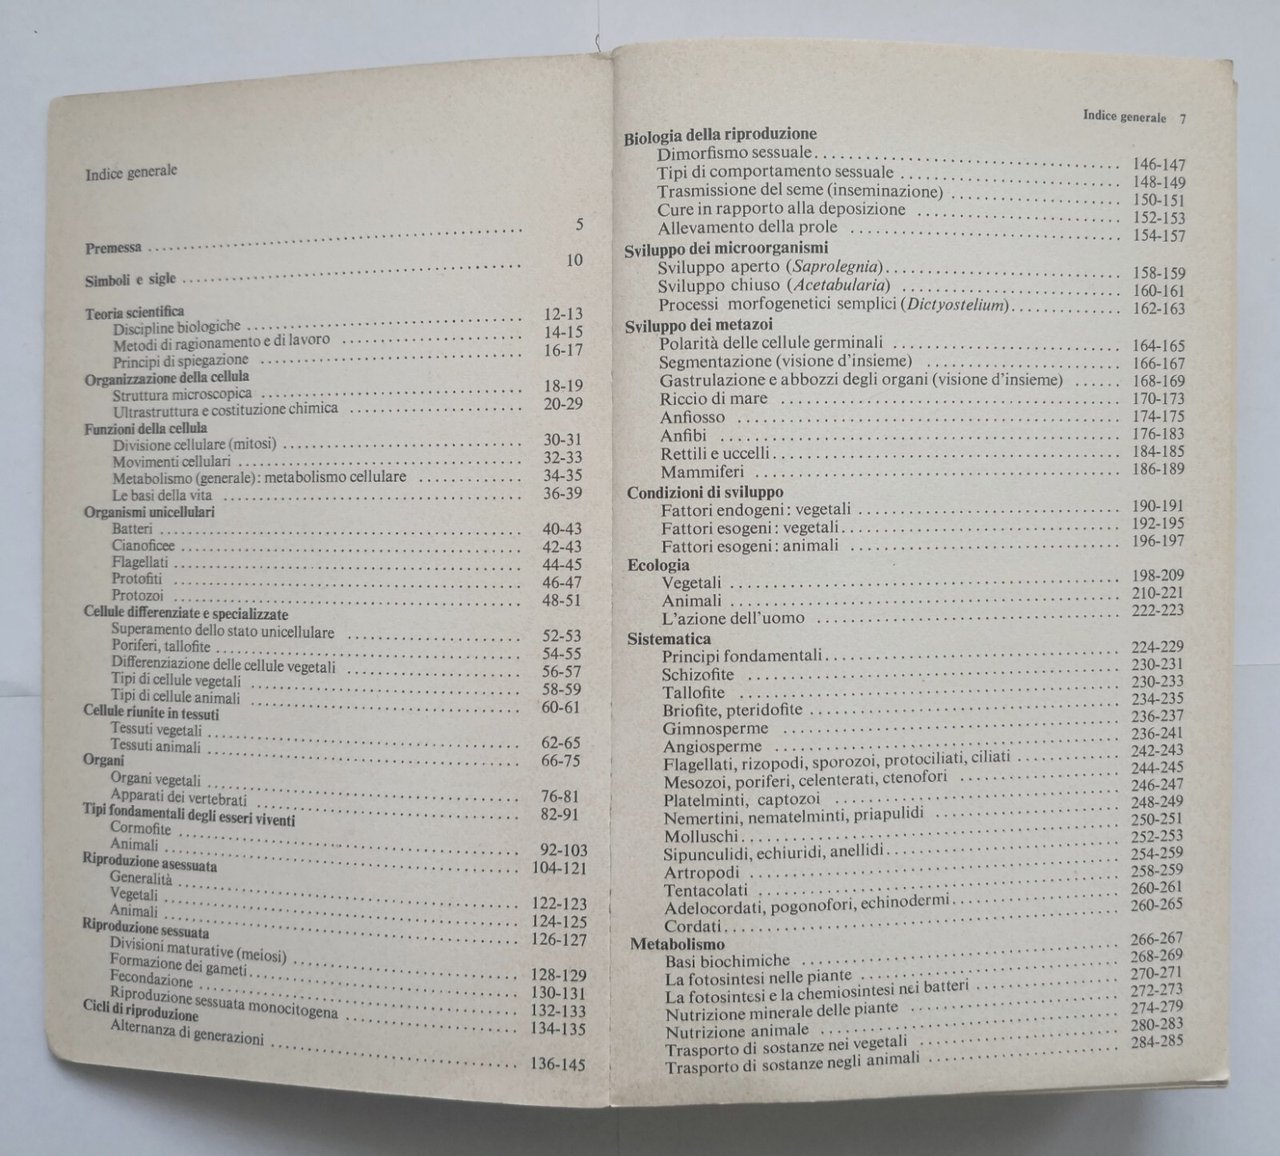 Indice generale
Premessa 5
Simboli e sigle 10
Teoria scientifica
Discipline biologiche 12-13
Metodi di ragionamento e di lavoro 14-15
Principi di spiegazione 16-17
Organizzazione della cellula
Struttura microscopica 18-19
Ultrastruttura e costituzione chimica 20-29
Funzioni della cellula
Divisione cellulare (mitosi) 30-31
Movimenti cellulari 32-33
Metabolismo (generale): metabolismo cellulare 34-35
Le basi della vita 36-39
Organismi unicellulari
Batteri 40-43
Cianoficee 42-43
Flagellati 44-45
Protofiti 46-47
Protozoi 48-51
Cellule differenziate e specializzate
Superamento dello stato unicellulare 52-53
Poriferi, tallofite 54-55
Differenziazione delle cellule vegetali 56-57
Tipi di cellule vegetali 58-59
Tipi di cellule animali 60-61
Cellule riunite in tessuti
Tessuti vegetali 62-65
Tessuti animali 66-75
Organi
Organi vegetali 76-81
Apparati dei vertebrati 82-91
Tipi fondamentali degli esseri viventi
Cormofite 92-103
Animali 104-121
Riproduzione asessuata
Generalità 122-123
Vegetali 124-125
Animali 126-127
Riproduzione sessuata
Divisioni maturative (meiosi) 128-129
Formazione dei gameti 130-131
Fecondazione 132-133
Riproduzione sessuata monocitogena 134-135
Cicli di riproduzione
Alternanza di generazioni 136-145
Indice generale 7
Biologia della riproduzione
Dimorfismo sessuale 146-147
Tipi di comportamento sessuale 148-149
Trasmissione del seme (inseminazione) 150-151
Cure in rapporto alla deposizione 152-153
Allevamento della prole 154-157
Sviluppo dei microorganismi
Sviluppo aperto (Saprolegnia) 158-159
Sviluppo chiuso (Acetabularia) 160-161
Processi morfogenetici semplici (Dictyostelium) 162-163
Sviluppo dei metazoi
Polarità delle cellule germinali 164-165
Segmentazione (visione d'insieme) 166-167
Gastrulazione e abbozzi degli organi (visione d'insieme) 168-169
Riccio di mare 170-173
Anfiosso 174-175
Anfibi 176-183
Rettili e uccelli 184-185
Mammiferi 186-189
Condizioni di sviluppo
Fattori endogeni: vegetali 190-191
Fattori esogeni: vegetali 192-195
Fattori esogeni: animali 196-197
Ecologia
Vegetali 198-209
Animali 210-221
L'azione dell'uomo 222-223
Sistematica
Principi fondamentali 224-229
Schizofite 230-231
Tallofite 230-233
Briofite, pteridofite 234-235
Gimnosperme 236-237
Angiosperme 236-241
Flagellati, rizopodi, sporozoi, protociliati, ciliati 242-243
Mesozoi, poriferi, celenterati, ctenofori 244-245
Platelminti, captozoi 246-247
Nemertini, nematelminti, priapulidi 248-249
Molluschi 250-251
Sipunculidi, echiuridi, anellidi 252-253
Artropodi 254-259
Tentacolati 258-259
Adelocordati, pogonofori, echinodermi 260-261
Cordati 260-265
Metabolismo
Basi biochimiche 266-267
La fotosintesi nelle piante 268-269
La fotosintesi e la chemiosintesi nei batteri 270-271
Nutrizione minerale delle piante 272-273
Nutrizione animale 274-279
Trasporto di sostanze nei vegetali 280-283
Trasporto di sostanze negli animali 284-285